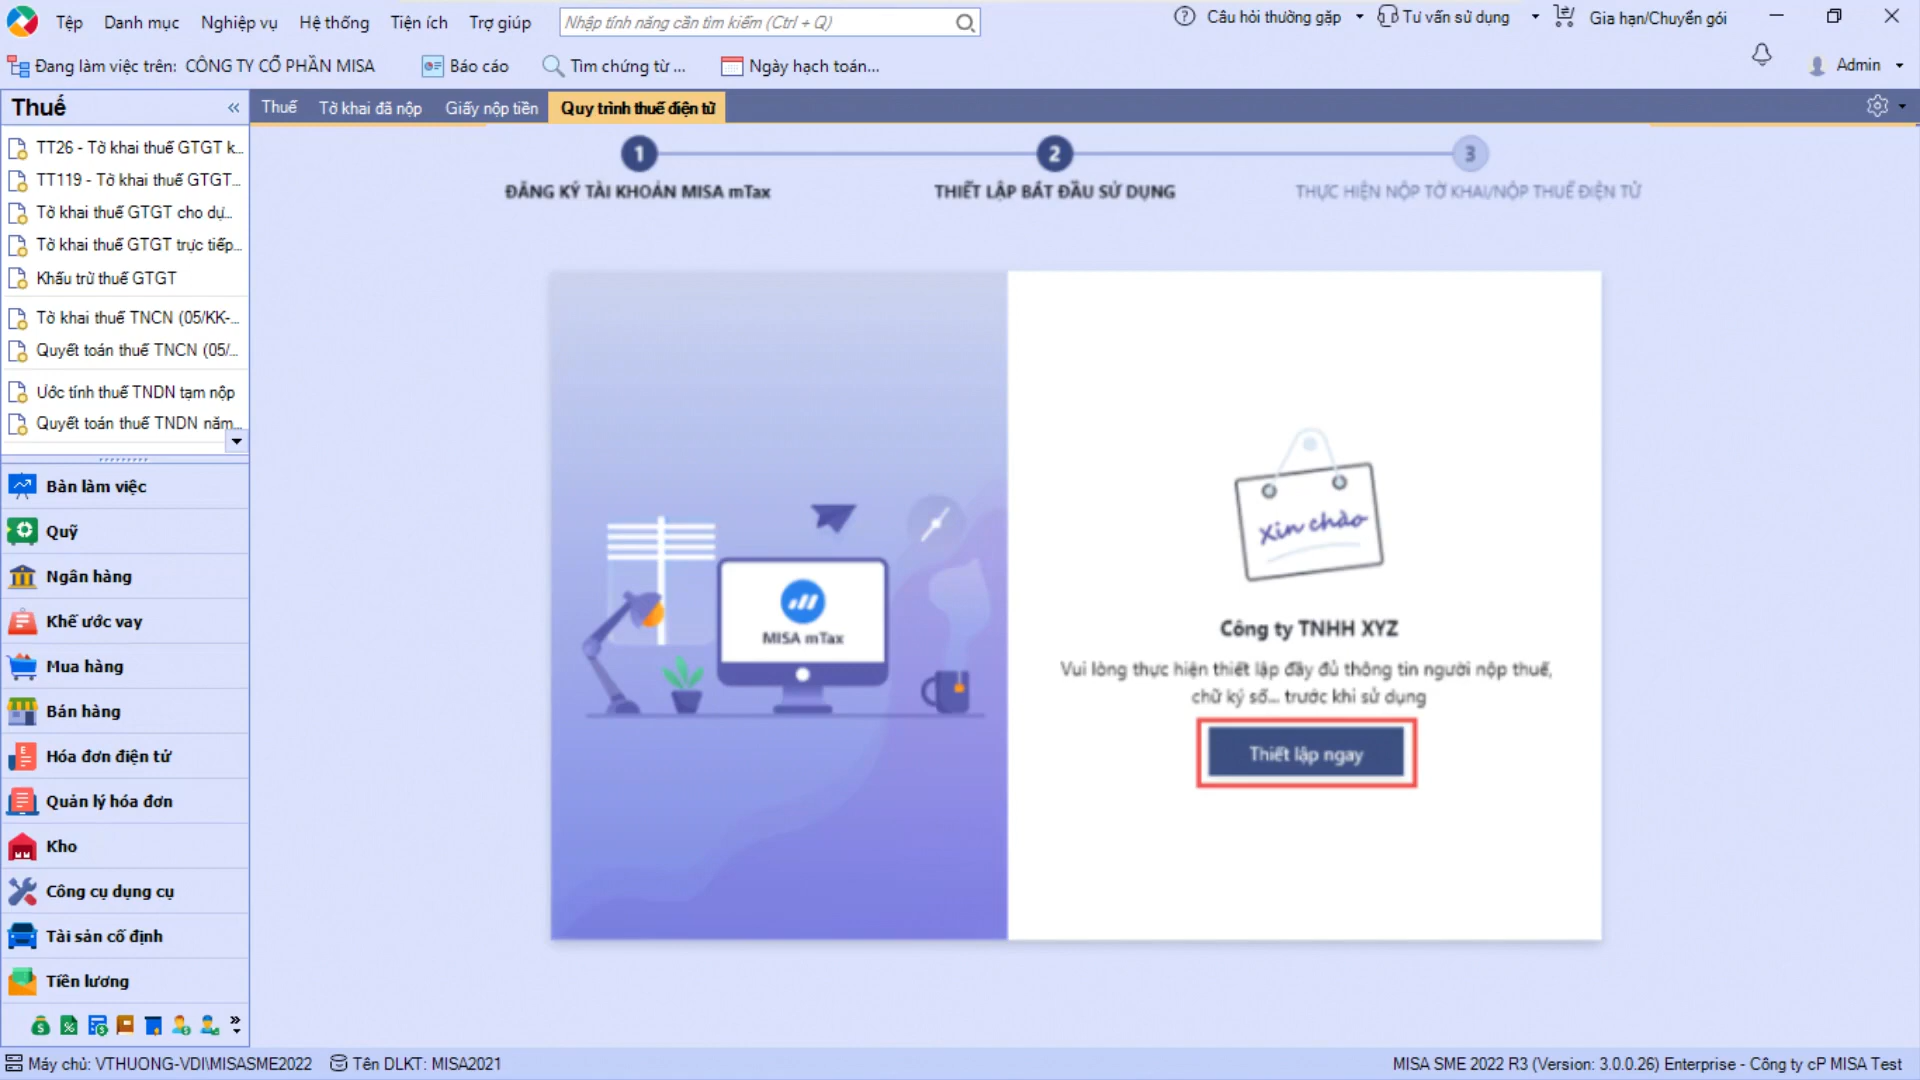 Tệp Danh mục Nghiệp vụ Hệ thống Tiện ích Trợ giúp Nhập tính năng cần tìm kiếm (Ctrl + Q) Câu hỏi thường gặp Tư vấn sử dụng Gia hạn/Chuyển gói
Đang làm việc trên: CÔNG TY CỔ PHẦN MISA Báo cáo Tìm chứng từ ... Ngày hạch toán... Admin
Thuế « Thuế Tờ khai đã nộp Giấy nộp tiền Quy trình thuế điện tử
1 2 3
ĐĂNG KÝ TÀI KHOẢN MISA mTax THIẾT LẬP BẮT ĐẦU SỬ DỤNG THỰC HIỆN NỘP TỜ KHAI/NỘP THUẾ ĐIỆN TỬ
TT26 - Tờ khai thuế GTGT k...
TT119 - Tờ khai thuế GTGT...
Tờ khai thuế GTGT cho dự...
Tờ khai thuế GTGT trực tiếp...
Khấu trừ thuế GTGT
Tờ khai thuế TNCN (05/KK-...
Quyết toán thuế TNCN (05/...
Ước tính thuế TNDN tạm nộp
Quyết toán thuế TNDN năm...
Bàn làm việc
Quỹ
Ngân hàng
Khế ước vay
Mua hàng
Bán hàng
Hóa đơn điện tử
Quản lý hóa đơn
Kho
Công cụ dụng cụ
Tài sản cố định
Tiền lương
MISA mTax
Xin chào
Công ty TNHH XYZ
Vui lòng thực hiện thiết lập đầy đủ thông tin người nộp thuế,
chữ ký số... trước khi sử dụng
Thiết lập ngay
Máy chủ: VTHUONG-VDI\MISASME2022 Tên DLKT: MISA2021 MISA SME 2022 R3 (Version: 3.0.0.26) Enterprise - Công ty cP MISA Test